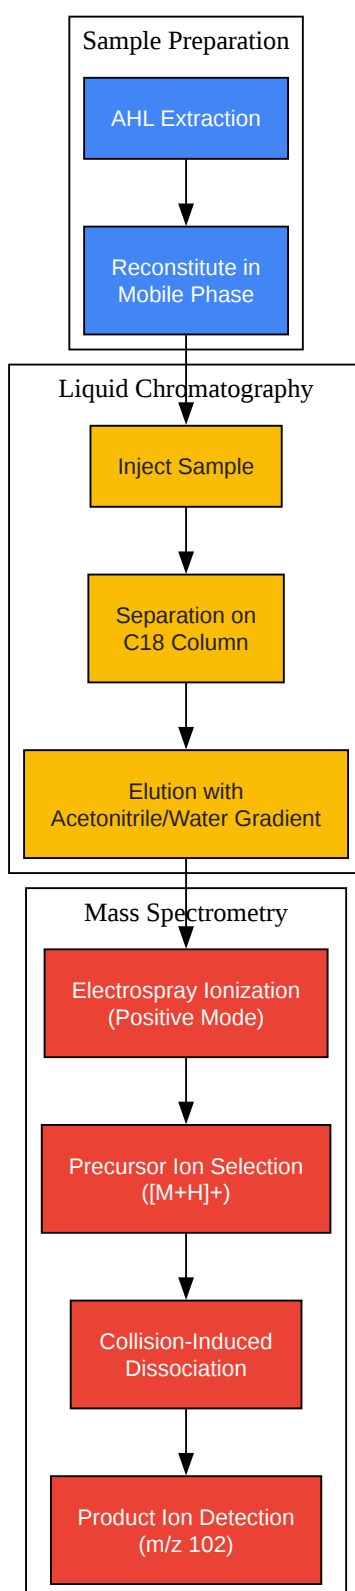 Sample Preparation
AHL Extraction
Reconstitute in
Mobile Phase
Liquid Chromatography
Inject Sample
Separation on
C18 Column
Elution with
Acetonitrile/Water Gradient
Mass Spectrometry
Electrospray Ionization
(Positive Mode)
Precursor Ion Selection
([M+H]+)
Collision-Induced
Dissociation
Product Ion Detection
(m/z 102)